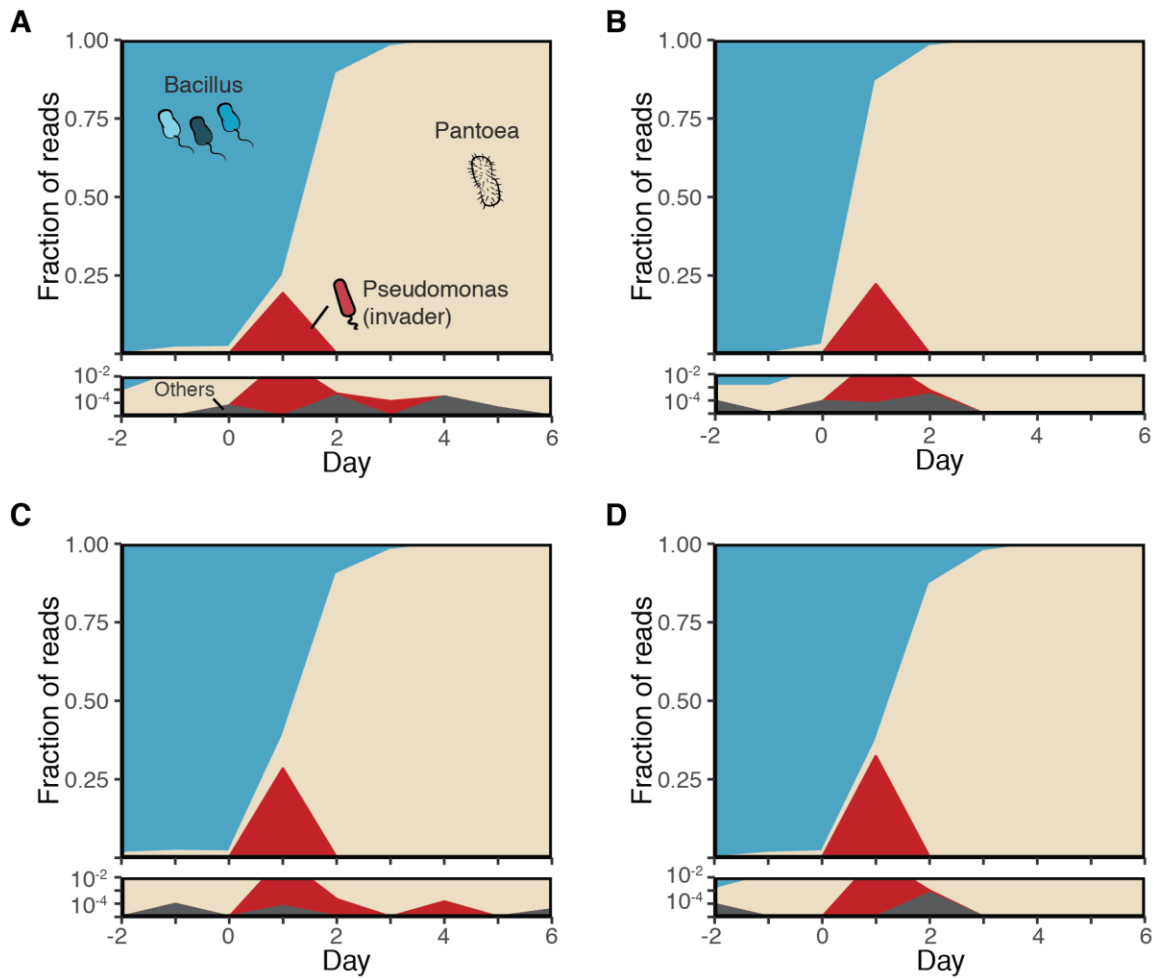 A
Fraction of reads
1.00
0.75
0.50
0.25
Bacillus
Pantoea
Pseudomonas
(invader)
10-2
10-4
Others
-2 0 2 4 6
Day
B
Fraction of reads
1.00
0.75
0.50
0.25
10-2
10-4
-2 0 2 4 6
Day
C
Fraction of reads
1.00
0.75
0.50
0.25
10-2
10-4
-2 0 2 4 6
Day
D
Fraction of reads
1.00
0.75
0.50
0.25
10-2
10-4
-2 0 2 4 6
Day